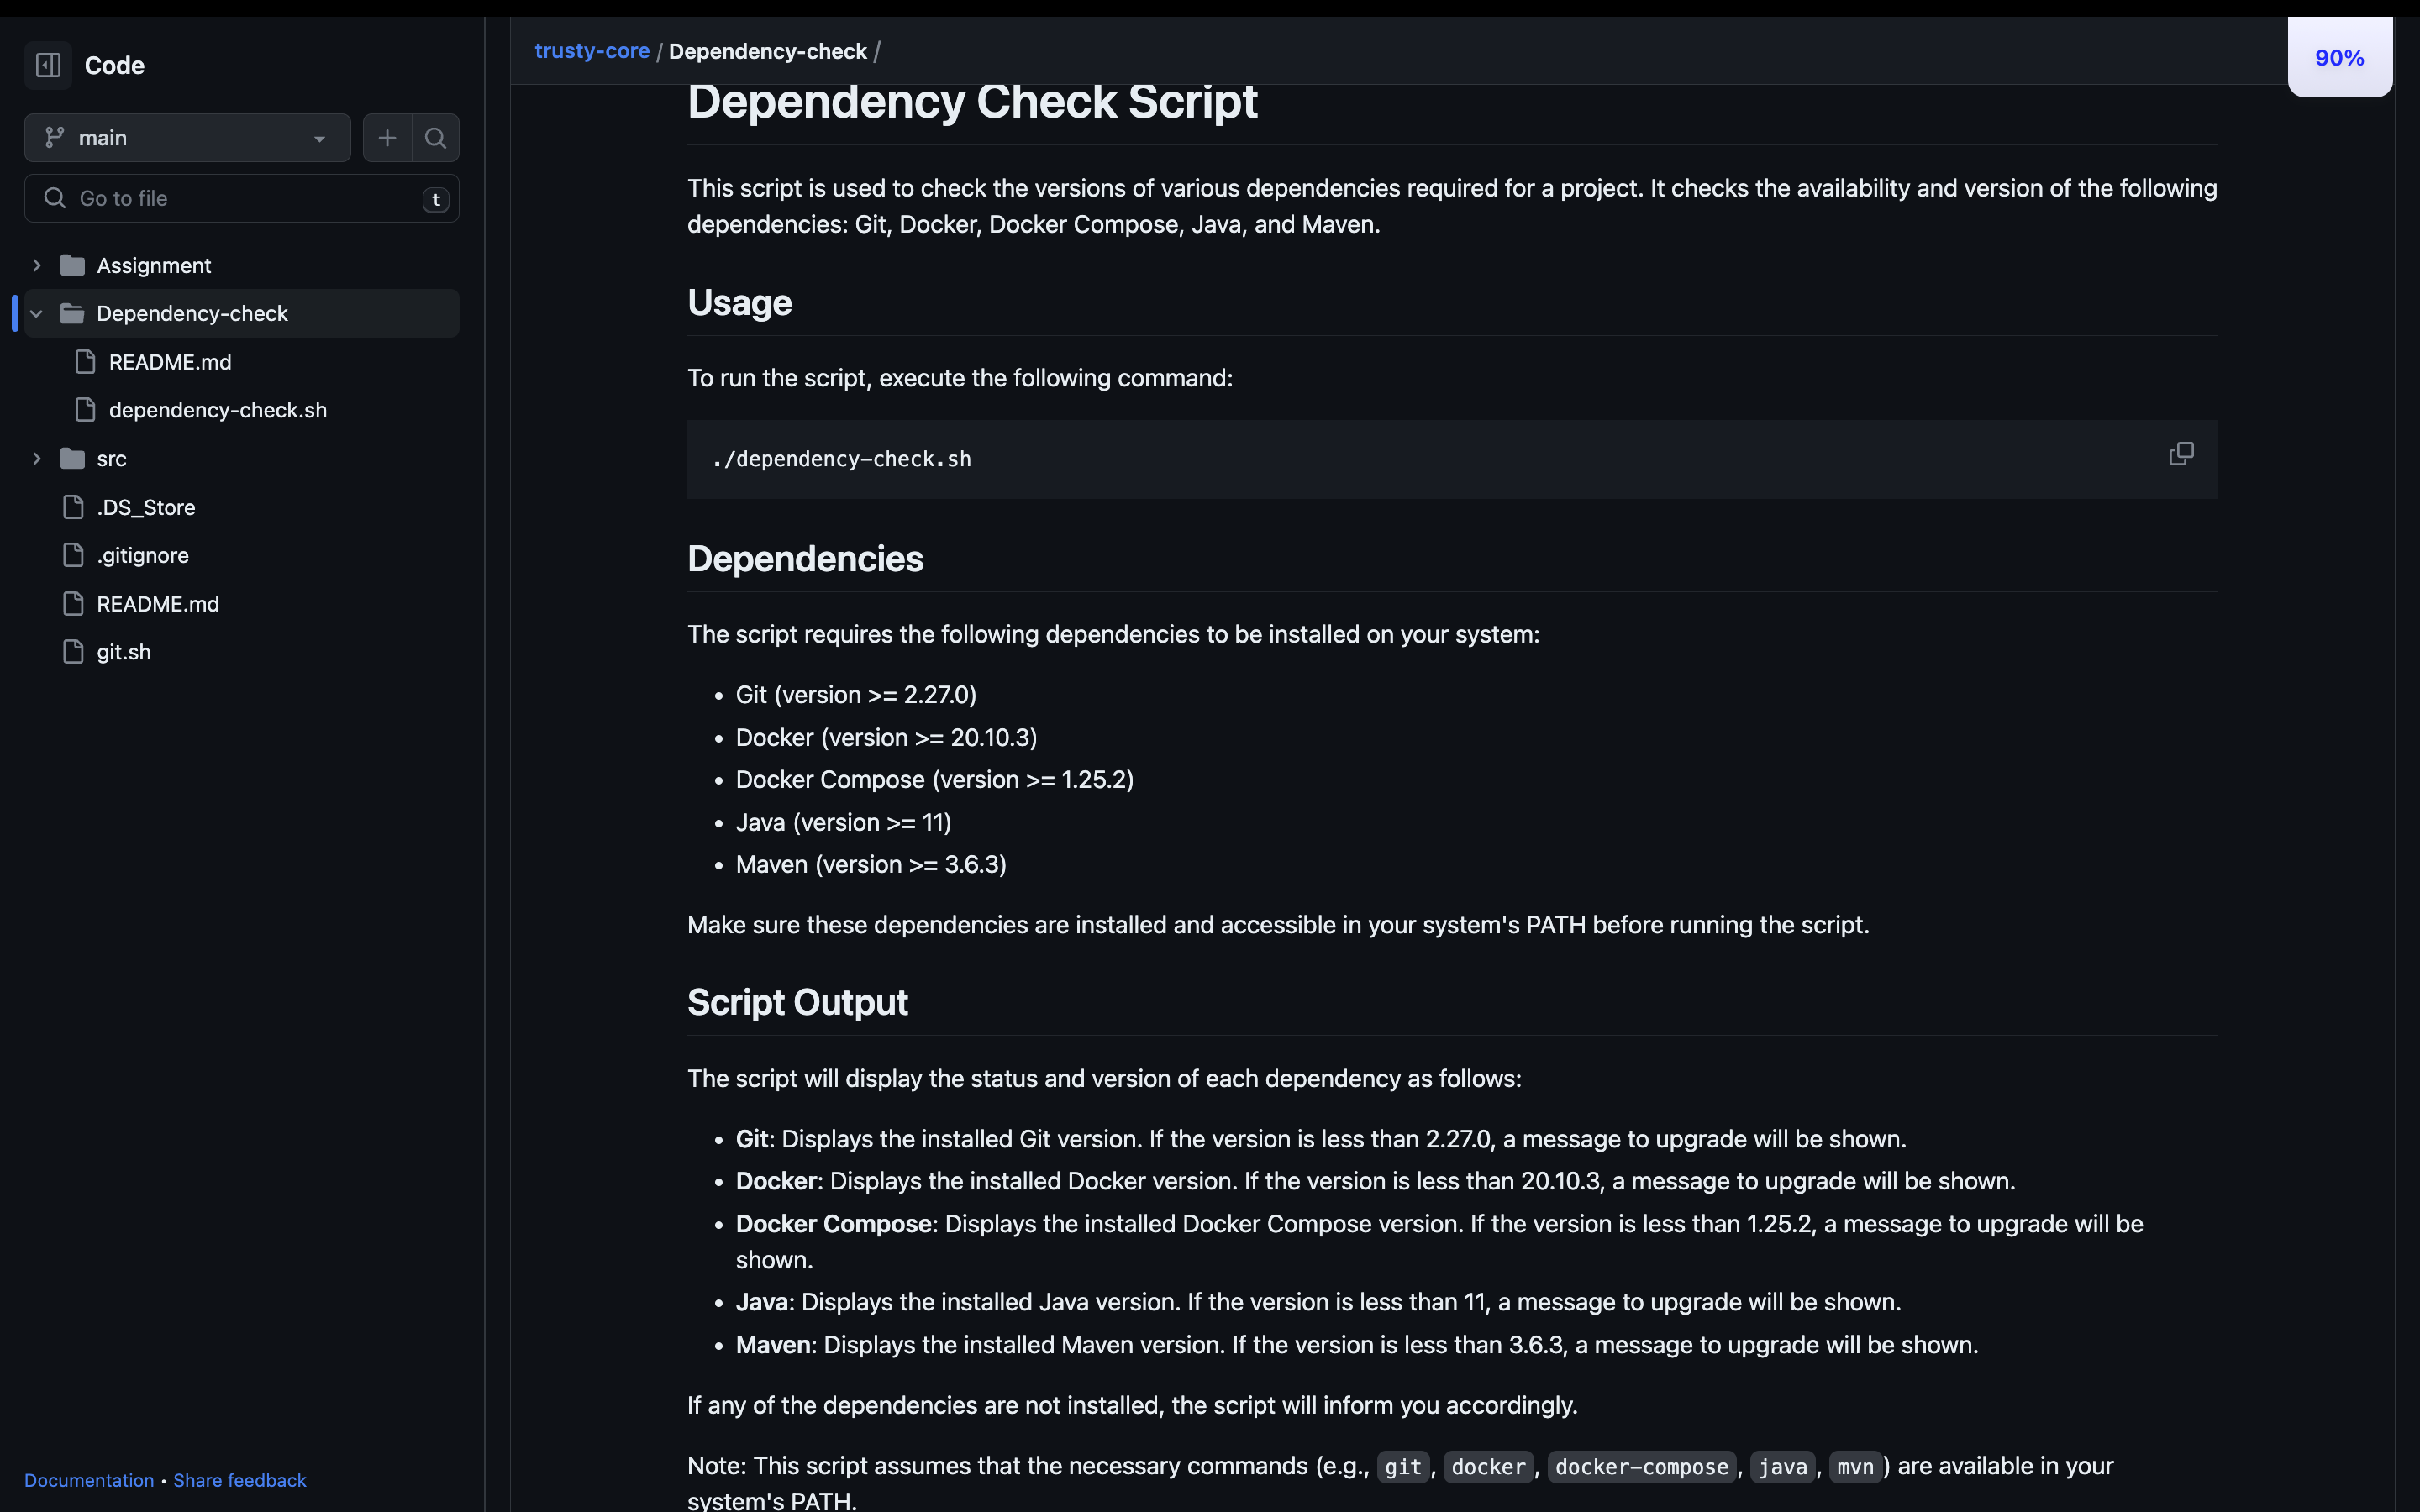 Code
main
Go to file
t
Assignment
Dependency-check
README.md
dependency-check.sh
src
.DS_Store
.gitignore
README.md
git.sh
Documentation • Share feedback
trusty-core / Dependency-check /
90%
Dependency Check Script
This script is used to check the versions of various dependencies required for a project. It checks the availability and version of the following
dependencies: Git, Docker, Docker Compose, Java, and Maven.
Usage
To run the script, execute the following command:
./dependency-check.sh
Dependencies
The script requires the following dependencies to be installed on your system:
• Git (version >= 2.27.0)
• Docker (version >= 20.10.3)
• Docker Compose (version >= 1.25.2)
• Java (version >= 11)
• Maven (version >= 3.6.3)
Make sure these dependencies are installed and accessible in your system's PATH before running the script.
Script Output
The script will display the status and version of each dependency as follows:
• Git: Displays the installed Git version. If the version is less than 2.27.0, a message to upgrade will be shown.
• Docker: Displays the installed Docker version. If the version is less than 20.10.3, a message to upgrade will be shown.
• Docker Compose: Displays the installed Docker Compose version. If the version is less than 1.25.2, a message to upgrade will be
shown.
• Java: Displays the installed Java version. If the version is less than 11, a message to upgrade will be shown.
• Maven: Displays the installed Maven version. If the version is less than 3.6.3, a message to upgrade will be shown.
If any of the dependencies are not installed, the script will inform you accordingly.
Note: This script assumes that the necessary commands (e.g., git, docker, docker-compose, java, mvn) are available in your
system's PATH.